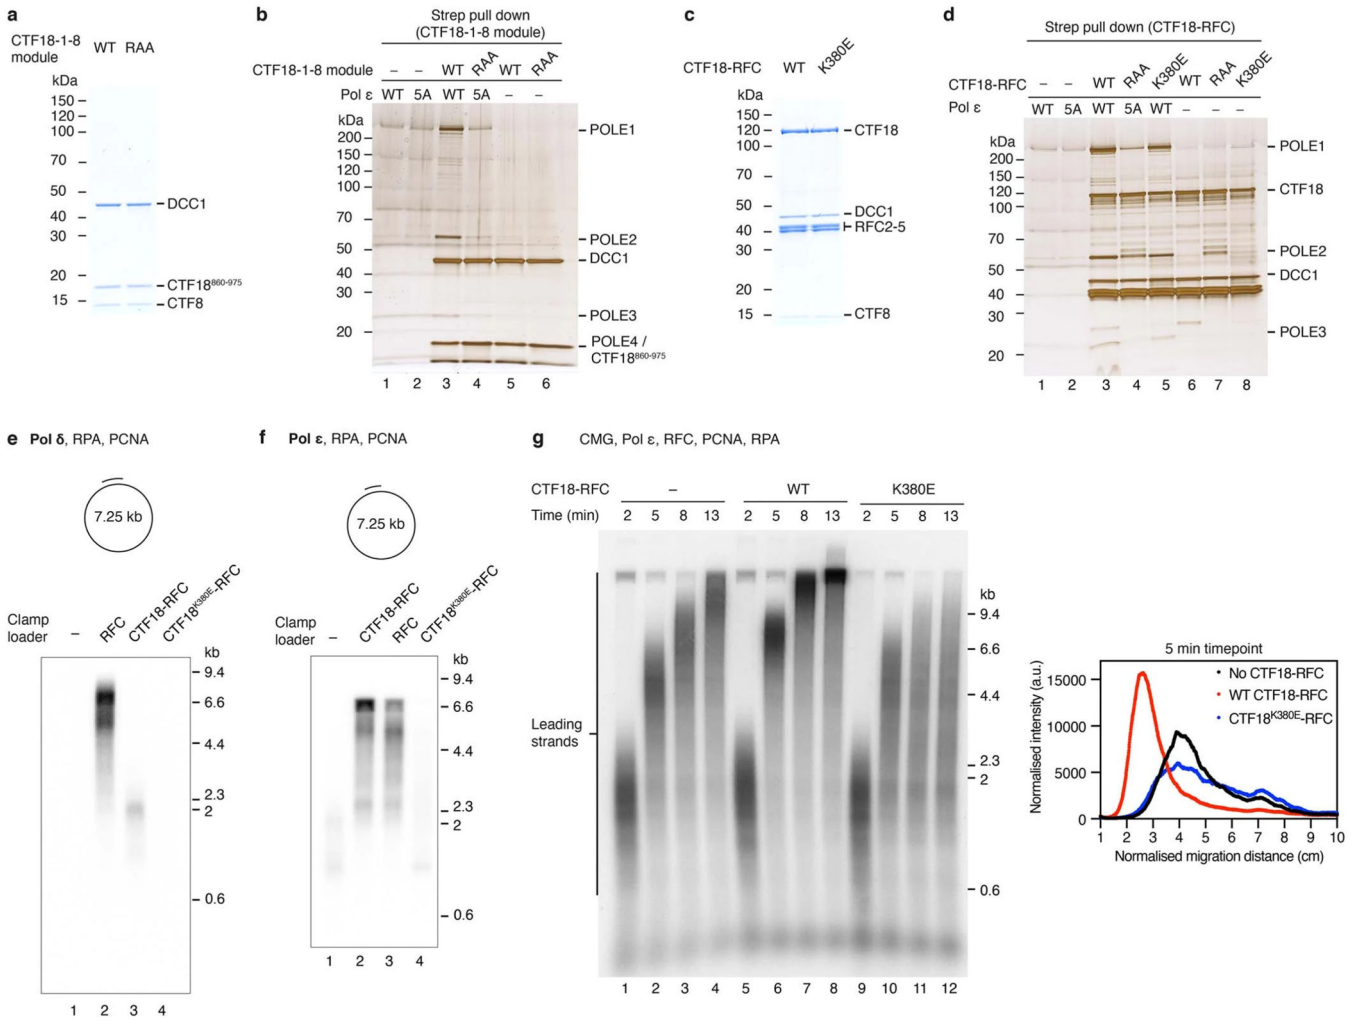 a
CTF18-1-8
module
WT RAA
kDa
150
120
100
70
50
40
30
20
15
DCC1
CTF18860-975
CTF8
b
Strep pull down
(CTF18-1-8 module)
CTF18-1-8 module – – WT RAA WT RAA
Pol ε WT 5A WT 5A – –
kDa
200
150
120
100
70
50
40
30
20
POLE1
POLE2
DCC1
POLE3
POLE4 /
CTF18860-975
1 2 3 4 5 6
c
CTF18-RFC WT K380E
kDa
150
120
100
70
50
40
30
20
15
CTF18
DCC1
RFC2-5
CTF8
d
Strep pull down (CTF18-RFC)
CTF18-RFC – – WT RAA K380E WT RAA K380E
Pol ε WT 5A WT 5A WT – – –
kDa
200
150
120
100
70
50
40
30
20
POLE1
CTF18
POLE2
DCC1
POLE3
1 2 3 4 5 6 7 8
e Pol δ, RPA, PCNA
7.25 kb
Clamp
loader
– RFC CTF18-RFC CTF18K380E-RFC
kb
9.4
6.6
4.4
2.3
2
0.6
1 2 3 4
f Pol ε, RPA, PCNA
7.25 kb
Clamp
loader
– CTF18-RFC RFC CTF18K380E-RFC
kb
9.4
6.6
4.4
2.3
2
0.6
1 2 3 4
g CMG, Pol ε, RFC, PCNA, RPA
CTF18-RFC – WT K380E
Time (min) 2 5 8 13 2 5 8 13 2 5 8 13
Leading
strands
kb
9.4
6.6
4.4
2.3
2
0.6
1 2 3 4 5 6 7 8 9 10 11 12
5 min timepoint
Normalised intensity (a.u.)
15000
10000
5000
0
No CTF18-RFC
WT CTF18-RFC
CTF18K380E-RFC
1 2 3 4 5 6 7 8 9 10
Normalised migration distance (cm)